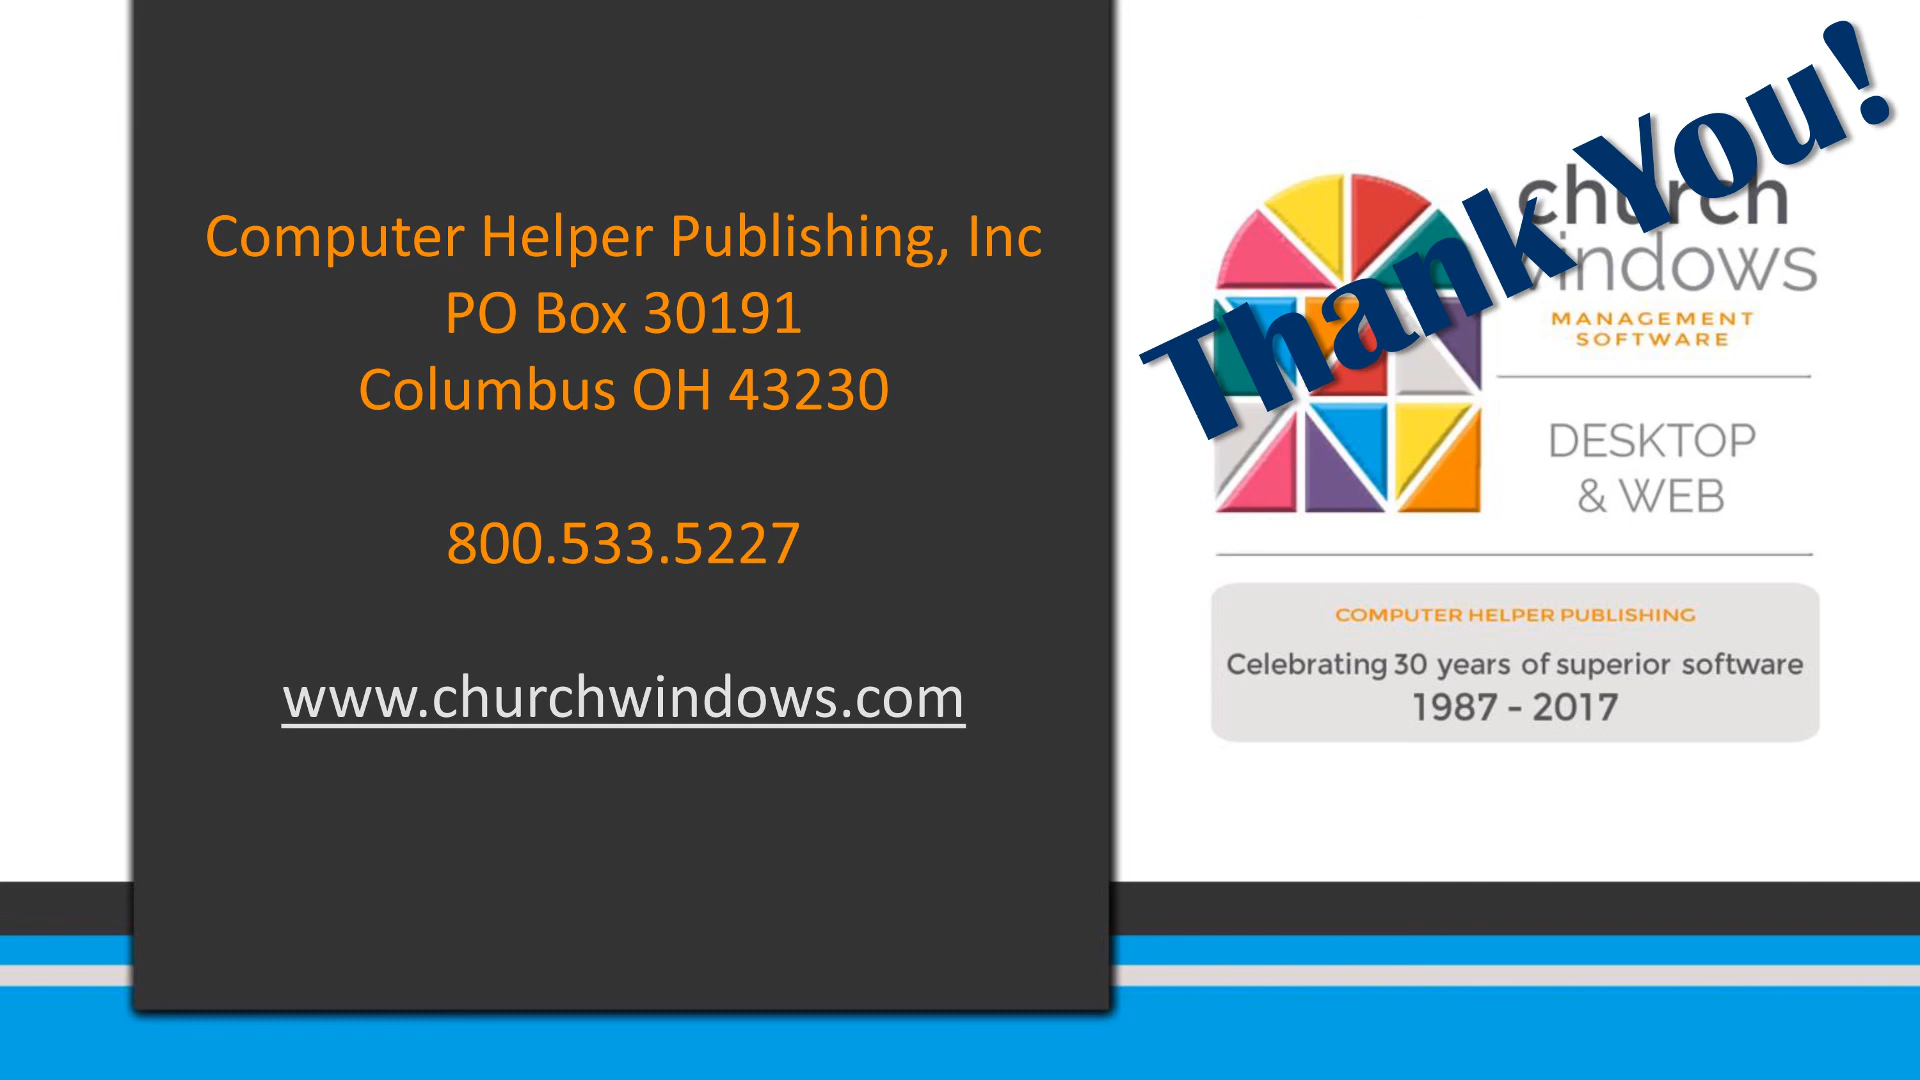 Computer Helper Publishing, Inc
PO Box 30191
Columbus OH 43230
800.533.5227
www.churchwindows.com
Thank You!
church
windows
MANAGEMENT
SOFTWARE
DESKTOP
& WEB
COMPUTER HELPER PUBLISHING
Celebrating 30 years of superior software
1987 - 2017